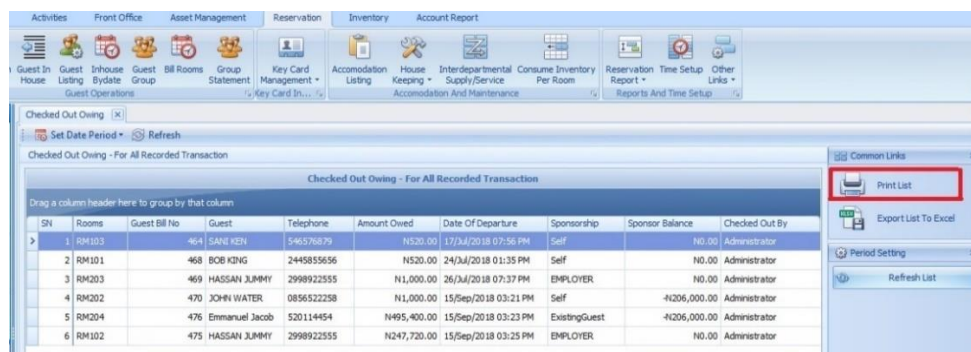 Activities Front Office Asset Management Reservation Inventory Account Report
Guest In House Guest Listing Inhouse Bydate Guest Group Bill Rooms Group Statement Key Card Management Accomodation Listing House Keeping Interdepartmental Supply/Service Consume Inventory Per Room Reservation Report Time Setup Other Links
Guest Operations Key Card In... Accomodation And Maintenance Reports And Time Setup
Checked Out Owing
Set Date Period Refresh
Checked Out Owing - For All Recorded Transaction
Common Links
Checked Out Owing - For All Recorded Transaction
Print List
Drag a column header here to group by that column
Export List To Excel
SN Rooms Guest Bill No Guest Telephone Amount Owed Date Of Departure Sponsorship Sponsor Balance Checked Out By
1 RM103 464 SANI KEN 546576879 N520.00 17/Jul/2018 07:56 PM Self N0.00 Administrator
Period Setting
2 RM101 468 BOB KING 2445855656 N520.00 24/Jul/2018 01:35 PM Self N0.00 Administrator
Refresh List
3 RM203 469 HASSAN JUMMY 2998922555 N1,000.00 26/Jul/2018 07:37 PM EMPLOYER N0.00 Administrator
4 RM202 470 JOHN WATER 0856522258 N1,000.00 15/Sep/2018 03:21 PM Self -N206,000.00 Administrator
5 RM204 476 Emmanuel Jacob 520114454 N495,400.00 15/Sep/2018 03:23 PM ExistingGuest -N206,000.00 Administrator
6 RM102 475 HASSAN JUMMY 2998922555 N247,720.00 15/Sep/2018 03:25 PM EMPLOYER N0.00 Administrator